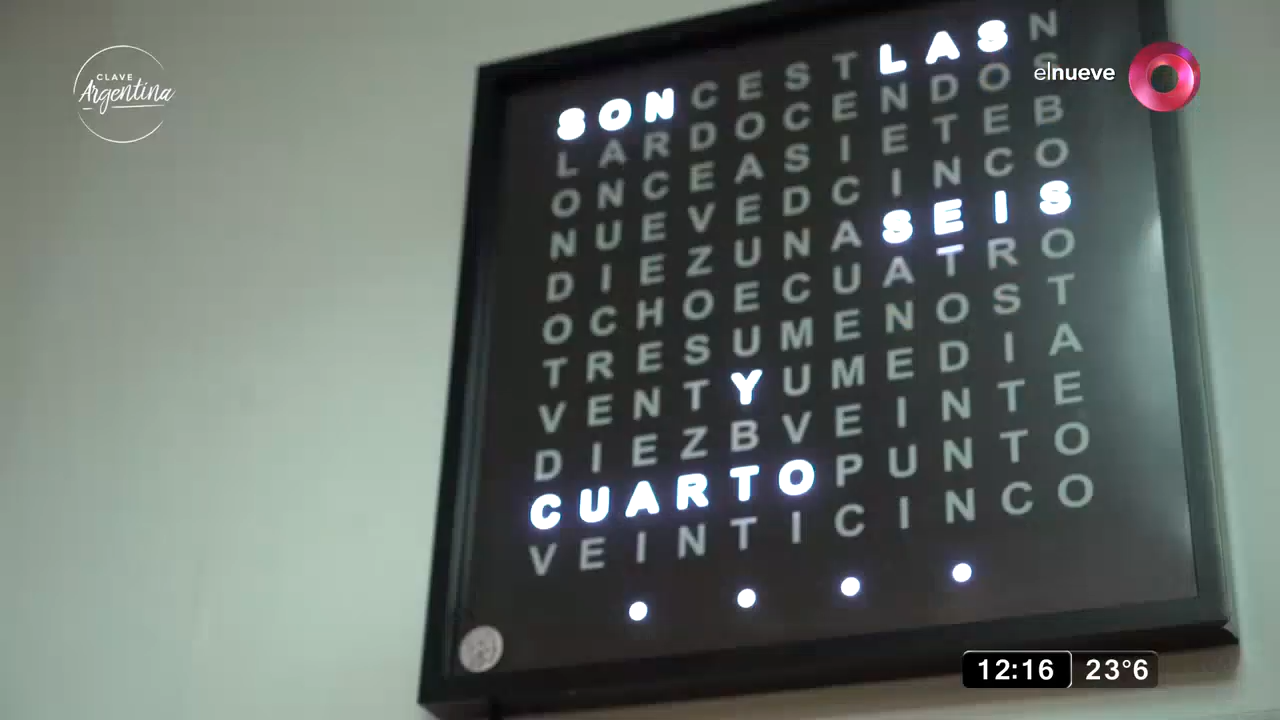 CLAVE
Argentina
elnueve
SONCESTLASN
LARDOCENDOS
ONCEASIETEB
NUEVEDCINCO
DIEZUNASEIS
OCHOECUATRO
TRESUMENOST
VENTYUMEDIA
DIEZBVEINTE
CUARTOPUNTO
VEINTICINCO
12:16 23°6